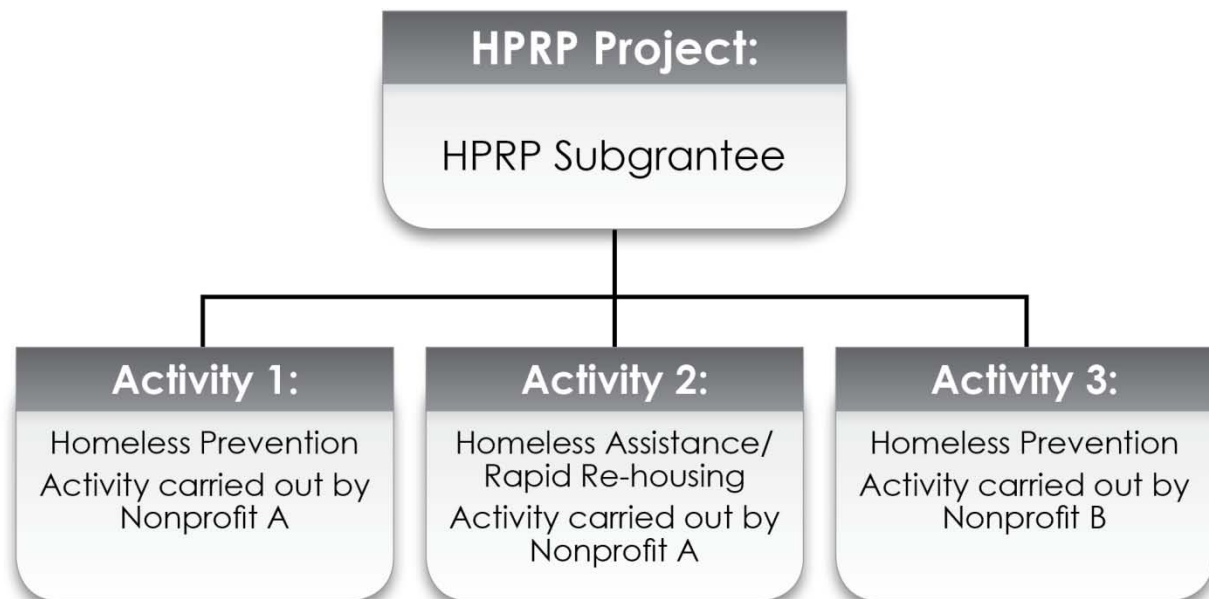 HPRP Project:
HPRP Subgrantee
Activity 1:
Homeless Prevention
Activity carried out by
Nonprofit A
Activity 2:
Homeless Assistance/
Rapid Re-housing
Activity carried out by
Nonprofit A
Activity 3:
Homeless Prevention
Activity carried out by
Nonprofit B